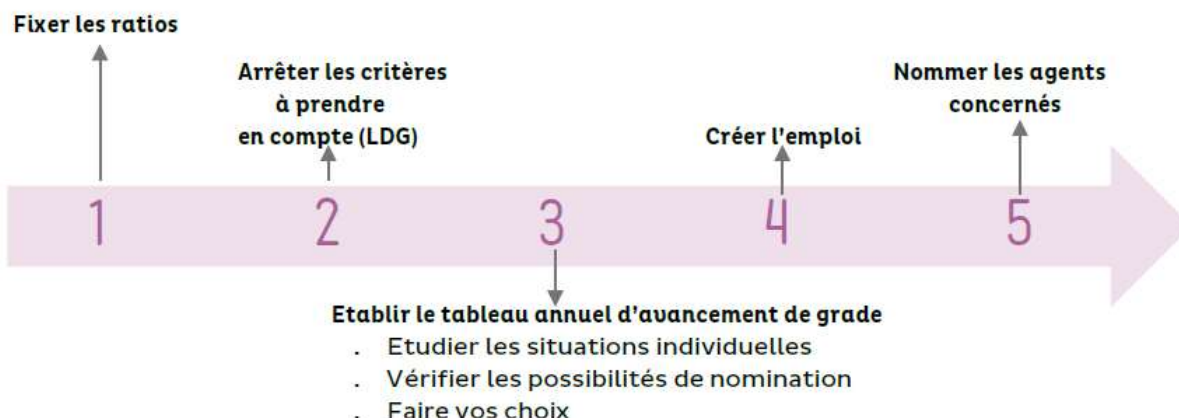 Fixer les ratios
Arrêter les critères
à prendre
en compte (LDG)
Nommer les agents
concernés
Créer l'emploi
1
2
3
4
5
Etablir le tableau annuel d'avancement de grade
. Etudier les situations individuelles
. Vérifier les possibilités de nomination
. Faire vos choix